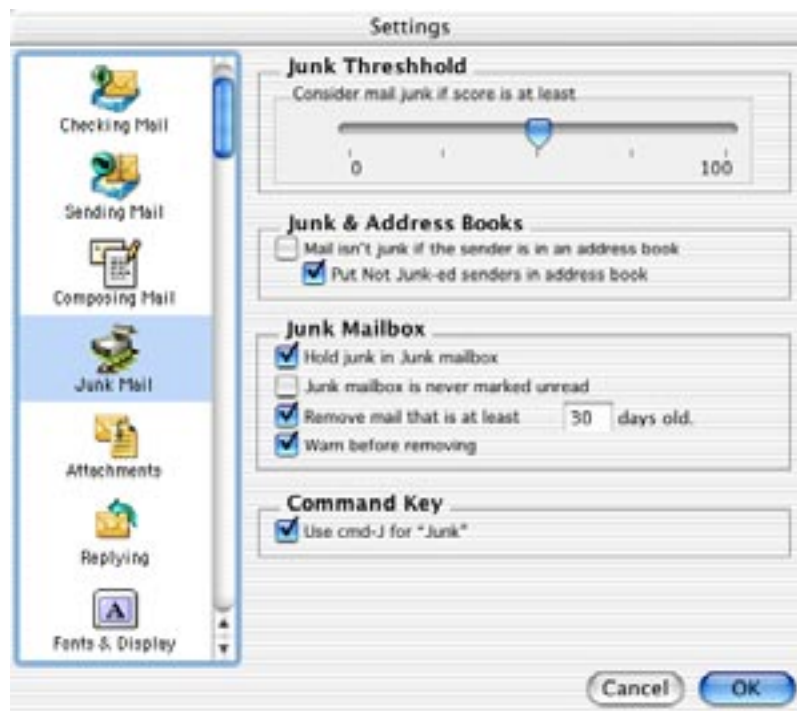 Settings
Checking Mail
Sending Mail
Composing Mail
Junk Mail
Attachments
Replying
A
Fonts & Display
Junk Threshhold
Consider mail junk if score is at least
0 100
Junk & Address Books
Mail isn't junk if the sender is in an address book
Put Not Junk-ed senders in address book
Junk Mailbox
Hold junk in Junk mailbox
Junk mailbox is never marked unread
Remove mail that is at least 30 days old.
Warn before removing
Command Key
Use cmd-J for "Junk"
Cancel OK